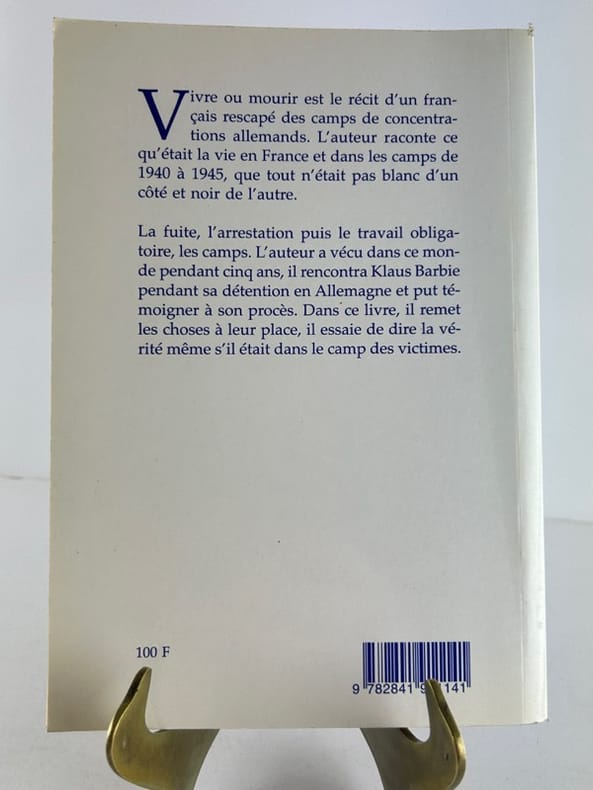 Vivre ou mourir est le récit d'un fran-
çais rescapé des camps de concentra-
tions allemands. L'auteur raconte ce
qu'était la vie en France et dans les camps de
1940 à 1945, que tout n'était pas blanc d'un
côté et noir de l'autre.
La fuite, l'arrestation puis le travail obliga-
toire, les camps. L'auteur a vécu dans ce mon-
de pendant cinq ans, il rencontra Klaus Barbie
pendant sa détention en Allemagne et put té-
moigner à son procès. Dans ce livre, il remet
les choses à leur place, il essaie de dire la vé-
rité même s'il était dans le camp des victimes.
100 F
9 782841